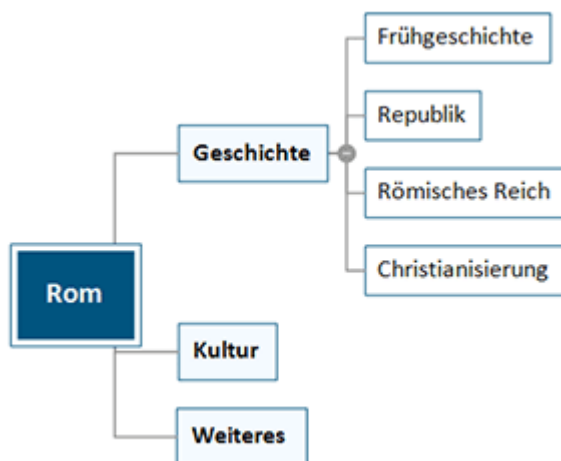 Rom
Geschichte
Frühgeschichte
Republik
Römisches Reich
Christianisierung
Kultur
Weiteres